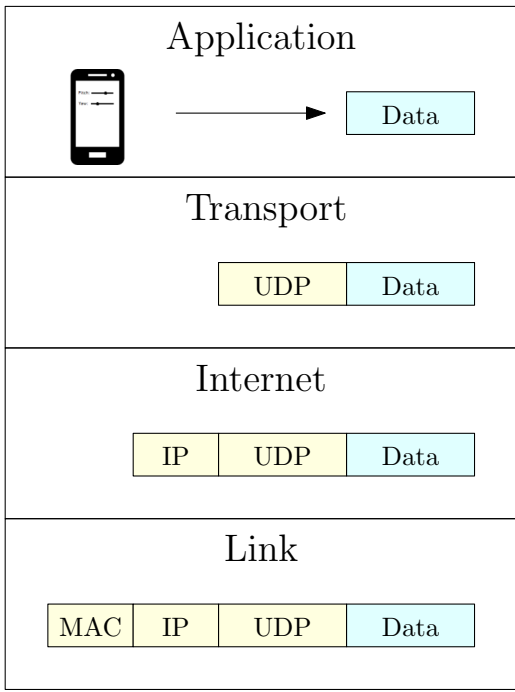 Application
Data
Transport
UDP Data
Internet
IP UDP Data
Link
MAC IP UDP Data